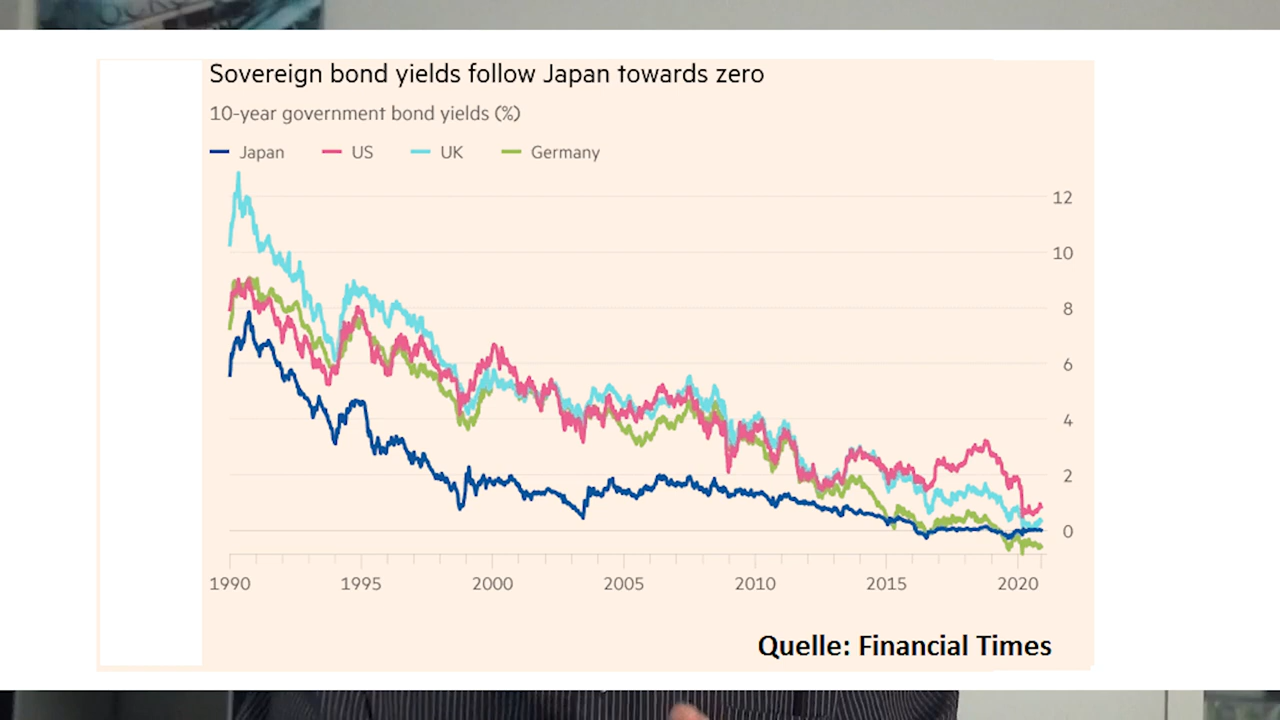 Sovereign bond yields follow Japan towards zero
10-year government bond yields (%)
Japan US UK Germany
12
10
8
6
4
2
0
1990 1995 2000 2005 2010 2015 2020
Quelle: Financial Times